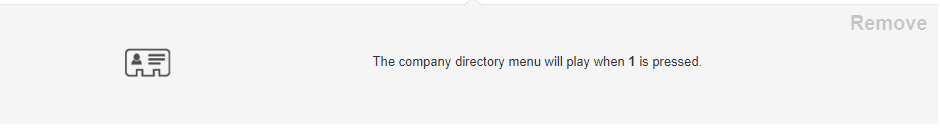 Remove
The company directory menu will play when 1 is pressed.